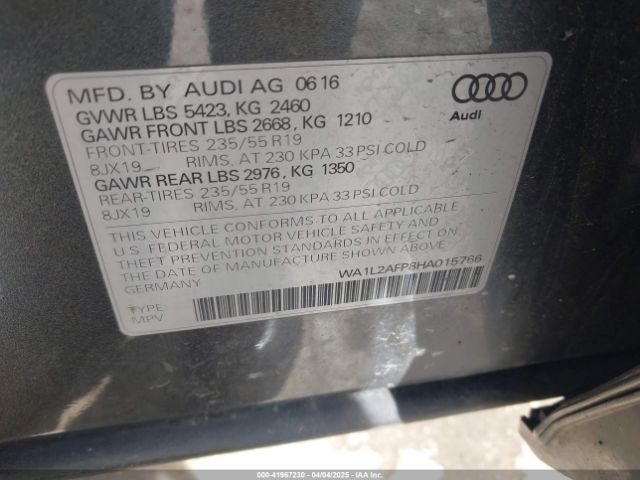 MFD. BY AUDI AG 06 16
GVWR LBS 5423, KG 2460
GAWR FRONT LBS 2668, KG 1210
FRONT-TIRES 235/55 R19
8JX19 RIMS. AT 230 KPA 33 PSI COLD
GAWR REAR LBS 2976, KG 1350
REAR-TIRES 235/55 R19
8JX19 RIMS. AT 230 KPA 33 PSI COLD
Audi
THIS VEHICLE CONFORMS TO ALL APPLICABLE
U.S. FEDERAL MOTOR VEHICLE SAFETY AND
THEFT PREVENTION STANDARDS IN EFFECT ON
THE DATE OF MANUFACTURE SHOWN ABOVE
GERMANY
WA1L2AFP8HA015766
TYPE
MPV
000-41967230 - 04/04/2025 - IAAI.COM